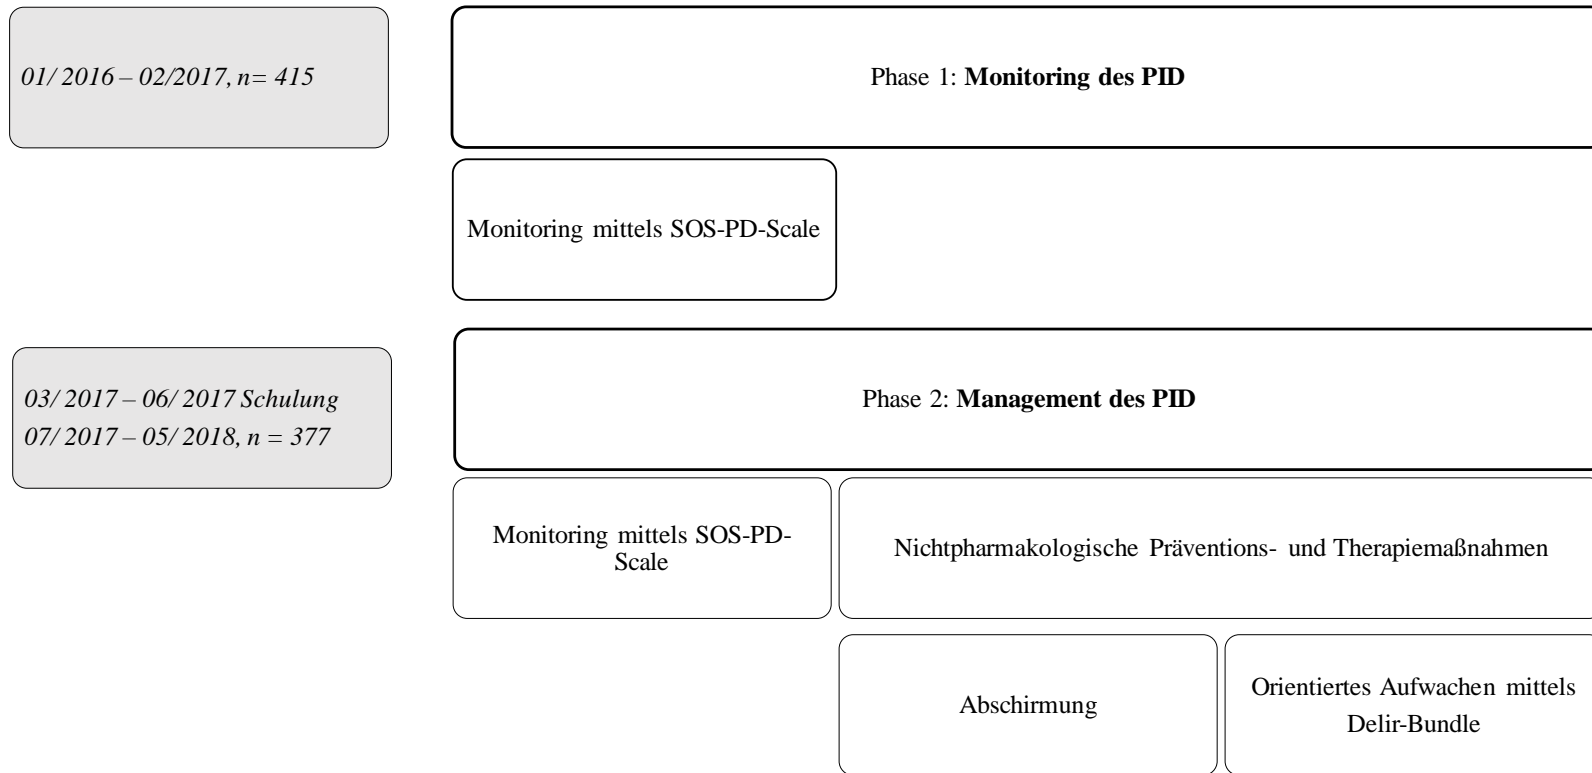 01/ 2016 – 02/2017, n= 415
Phase 1: Monitoring des PID
Monitoring mittels SOS-PD-Scale
03/ 2017 – 06/ 2017 Schulung
07/ 2017 – 05/ 2018, n = 377
Phase 2: Management des PID
Monitoring mittels SOS-PD-
Scale
Nichtpharmakologische Präventions- und Therapiemaßnahmen
Abschirmung
Orientiertes Aufwachen mittels
Delir-Bundle